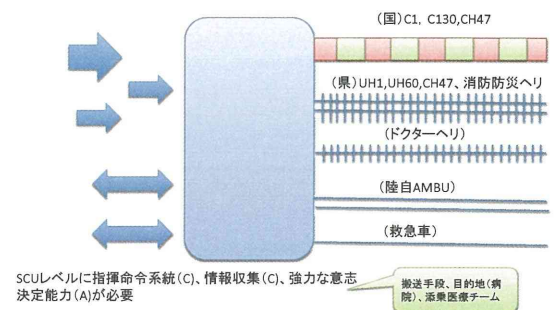 (国)C1, C130,CH47
(県)UH1,UH60,CH47、消防防災ヘリ
(ドクターヘリ)
(陸自AMBU)
(救急車)
SCUレベルに指揮命令系統(C)、情報収集(C)、強力な意志
決定能力(A)が必要
搬送手段、目的地(病
院)、添乗医療チーム